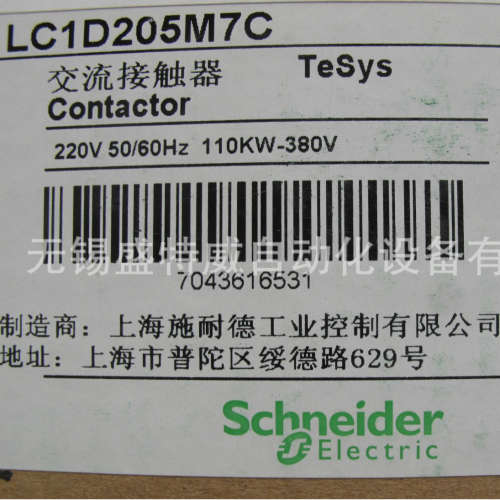 LC1D205M7C
交流接触器 TeSys
Contactor
220V 50/60Hz 110KW-380V
无锡盛特威自动化设备有
7043616531
制造商：上海施耐德工业控制有限公司
地址：上海市普陀区绥德路629号
Schneider
Electric